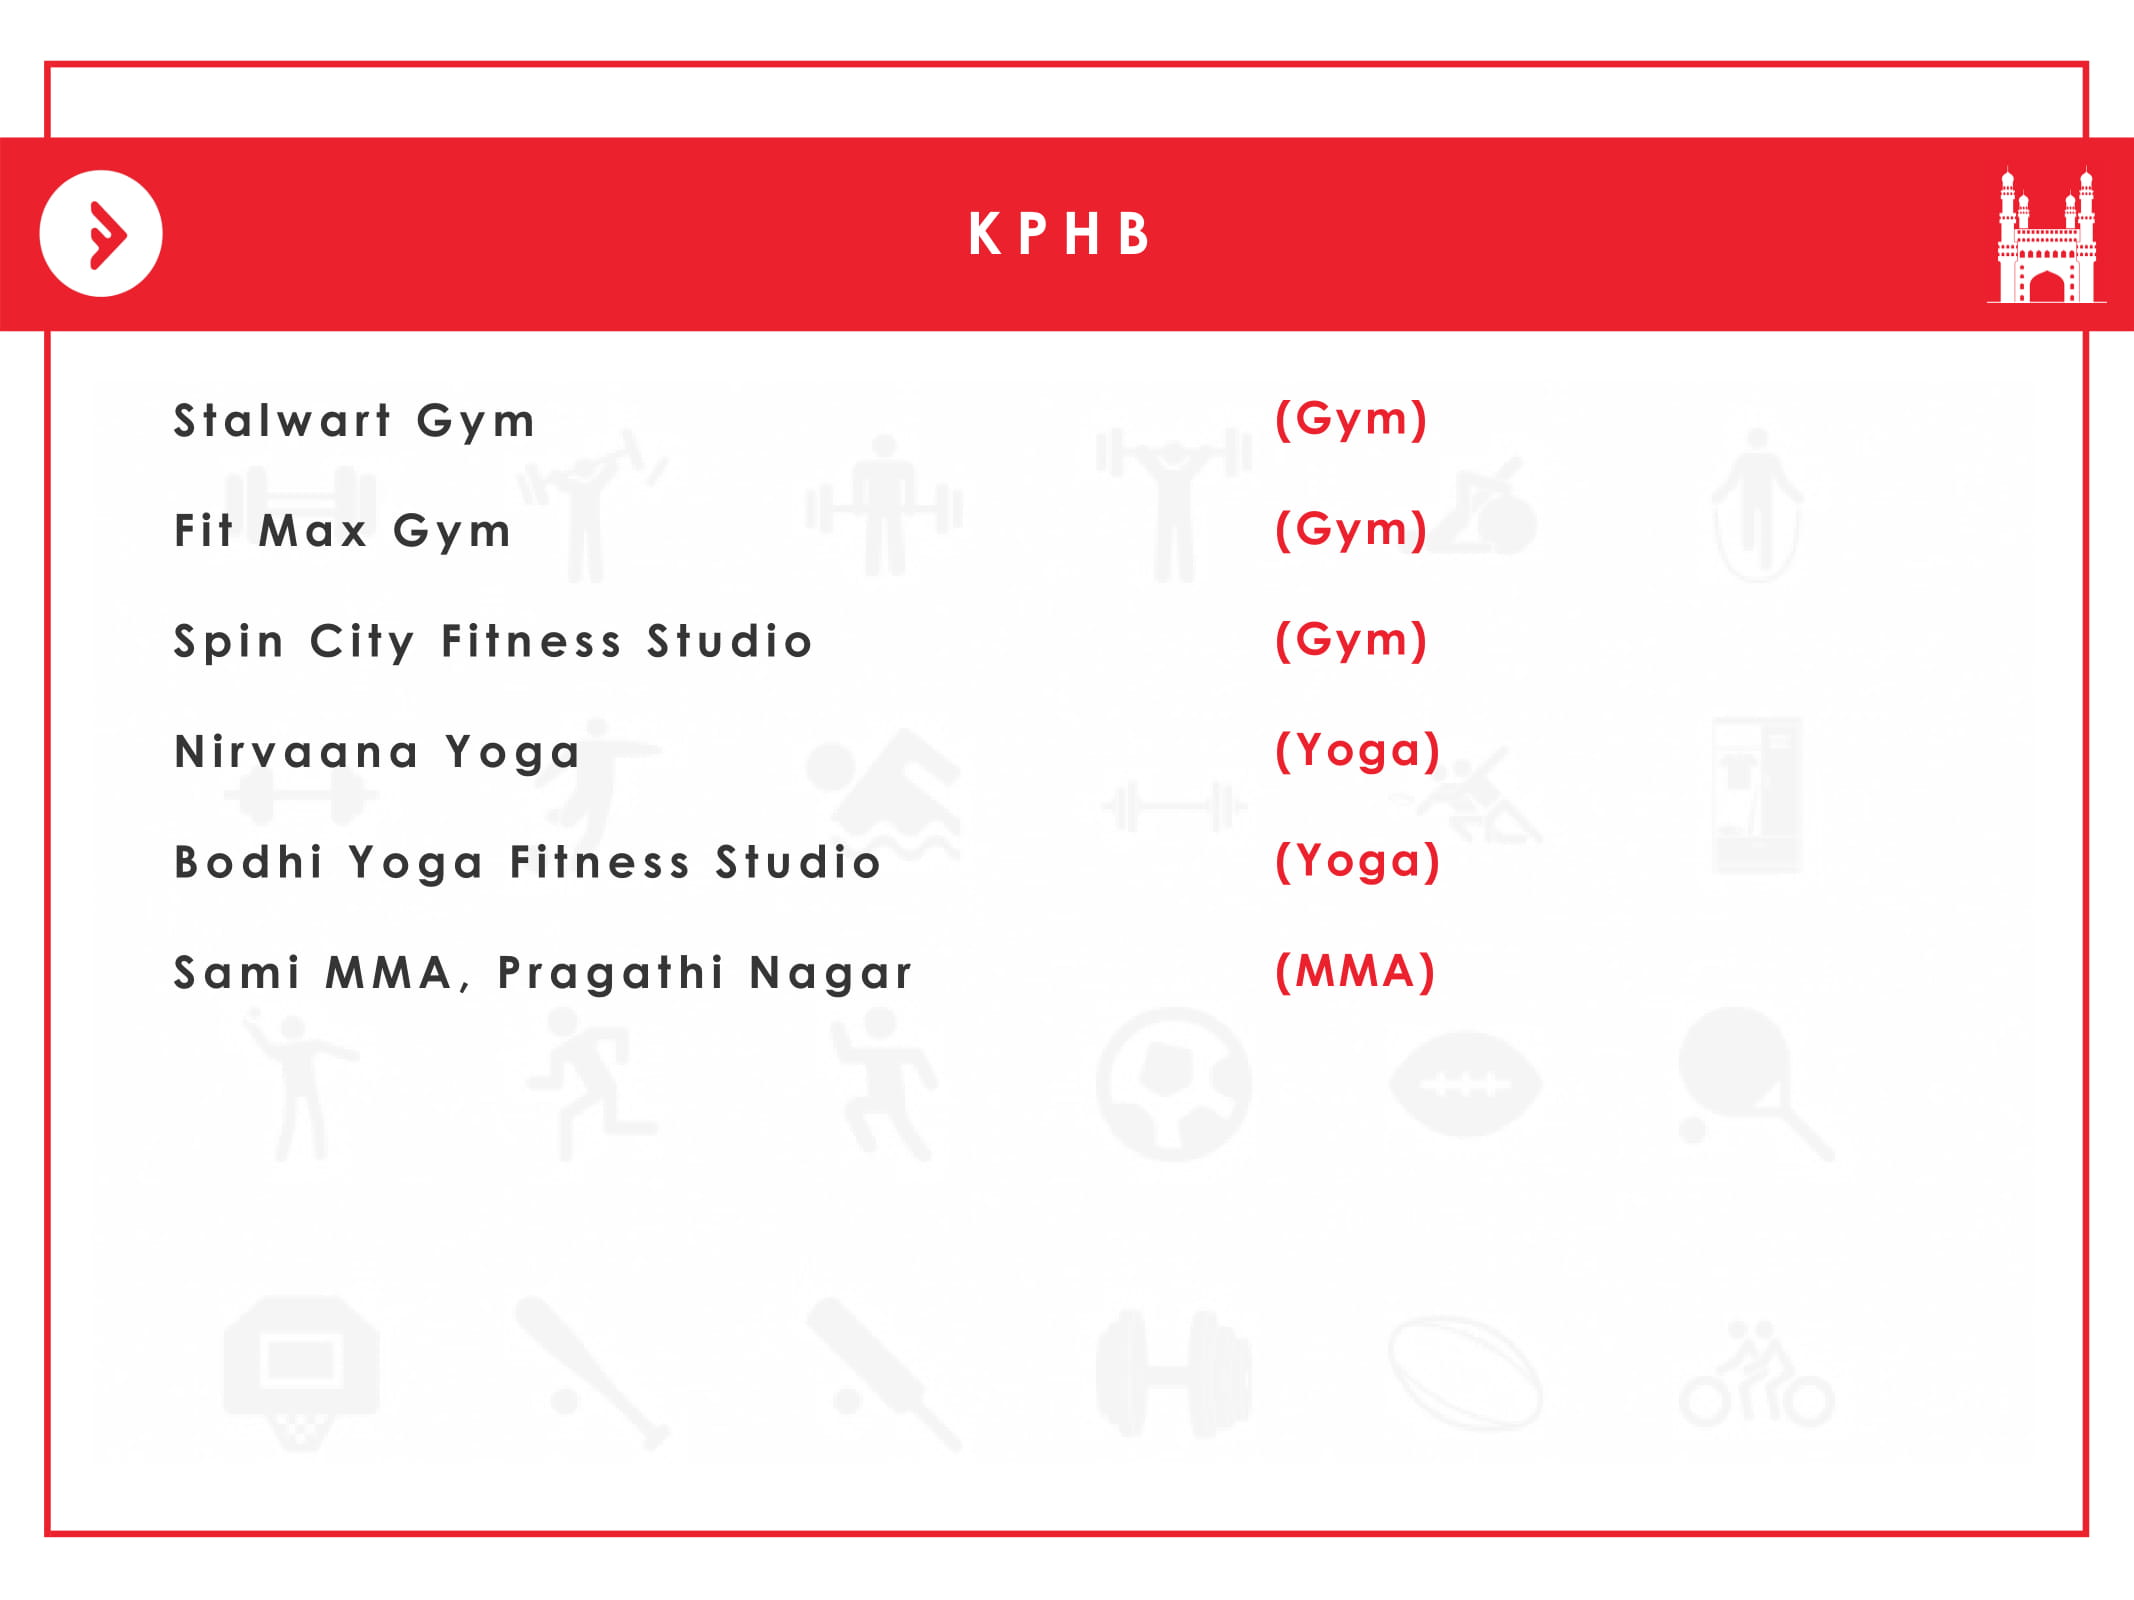 KPHB
Stalwart Gym (Gym)
Fit Max Gym (Gym)
Spin City Fitness Studio (Gym)
Nirvaana Yoga (Yoga)
Bodhi Yoga Fitness Studio (Yoga)
Sami MMA, Pragathi Nagar (MMA)